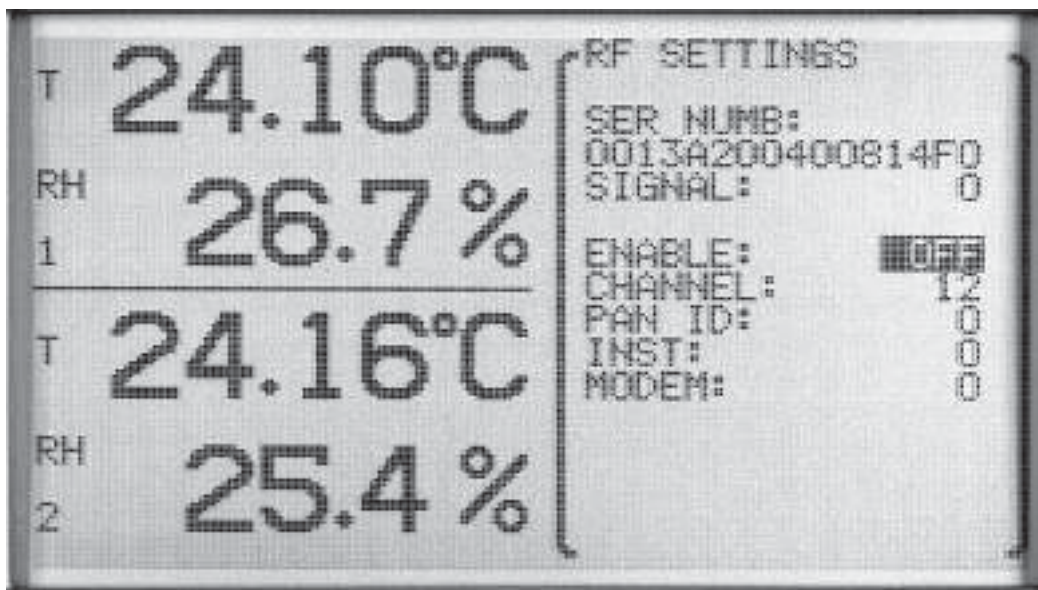 T 24.10°C
RH 26.7 %
1
T 24.16°C
RH 25.4 %
2
RF SETTINGS
SER NUMB:
0013A200400814F0
SIGNAL: 0
ENABLE: OFF
CHANNEL: 12
PAN ID: 0
INST: 0
MODEM: 0